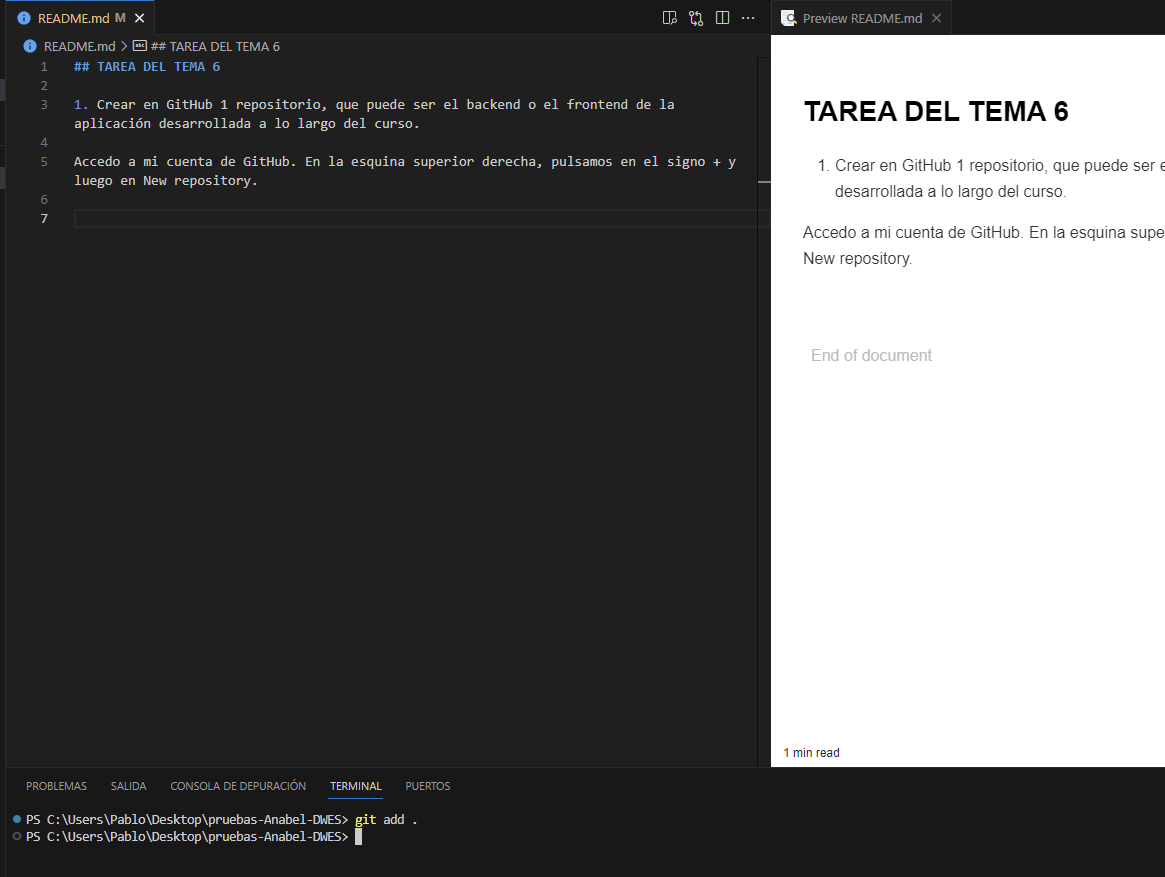 README.md M
Preview README.md
README.md > ## TAREA DEL TEMA 6
1 ## TAREA DEL TEMA 6
2
3 1. Crear en GitHub 1 repositorio, que puede ser el backend o el frontend de la
aplicación desarrollada a lo largo del curso.
4
5 Accedo a mi cuenta de GitHub. En la esquina superior derecha, pulsamos en el signo + y
luego en New repository.
6
7
TAREA DEL TEMA 6
1. Crear en GitHub 1 repositorio, que puede ser e
desarrollada a lo largo del curso.
Accedo a mi cuenta de GitHub. En la esquina supe
New repository.
End of document
1 min read
PROBLEMAS SALIDA CONSOLA DE DEPURACIÓN TERMINAL PUERTOS
PS C:\Users\Pablo\Desktop\pruebas-Anabel-DWES> git add .
PS C:\Users\Pablo\Desktop\pruebas-Anabel-DWES>